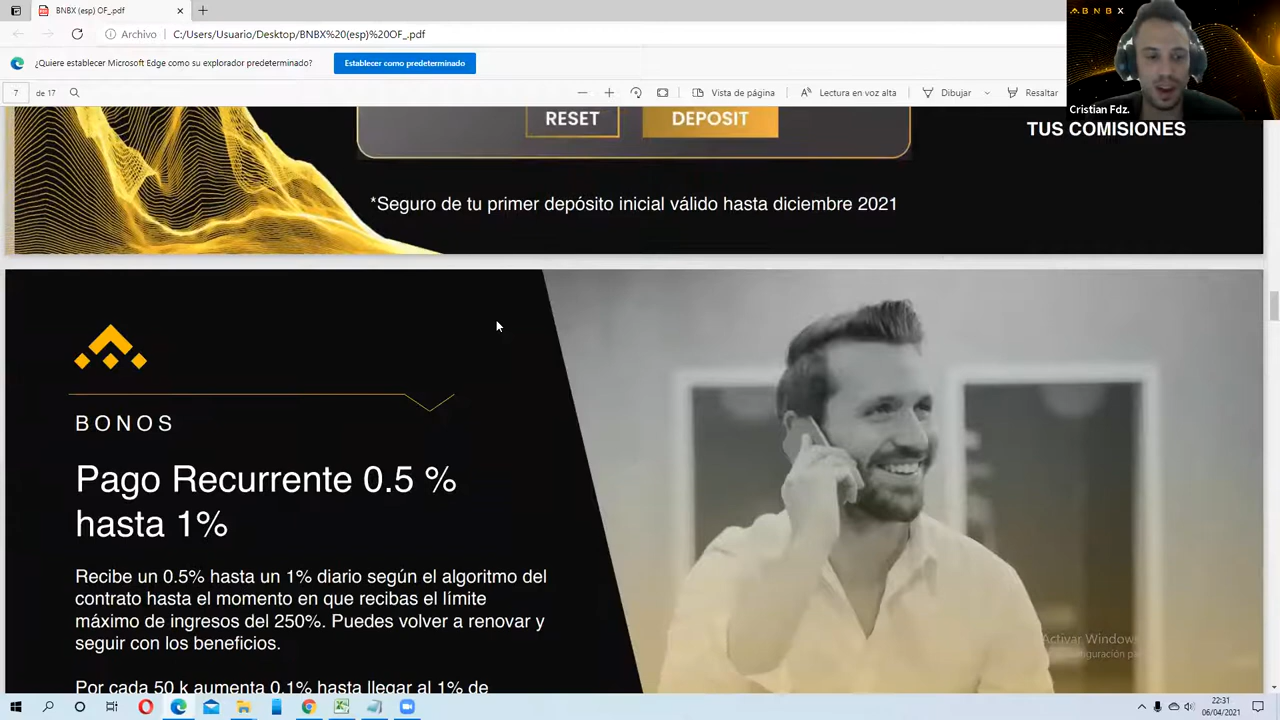 BNBX (esp) OF_.pdf
Archivo
C:/Users/Usuario/Desktop/BNBX%20(esp)%20OF_.pdf
¿Quiere establecer Microsoft Edge como su explorador predeterminado?
Establecer como predeterminado
7
de 17
Vista de página
Lectura en voz alta
Dibujar
Resaltar
B N B X
Cristian Fdz.
RESET
DEPOSIT
TUS COMISIONES
*Seguro de tu primer depósito inicial válido hasta diciembre 2021
BONOS
Pago Recurrente 0.5 %
hasta 1%
Recibe un 0.5% hasta un 1% diario según el algoritmo del
contrato hasta el momento en que recibas el límite
máximo de ingresos del 250%. Puedes volver a renovar y
seguir con los beneficios.
Por cada 50 k aumenta 0.1% hasta llegar al 1% de
Activar Windows
22:31
06/04/2021